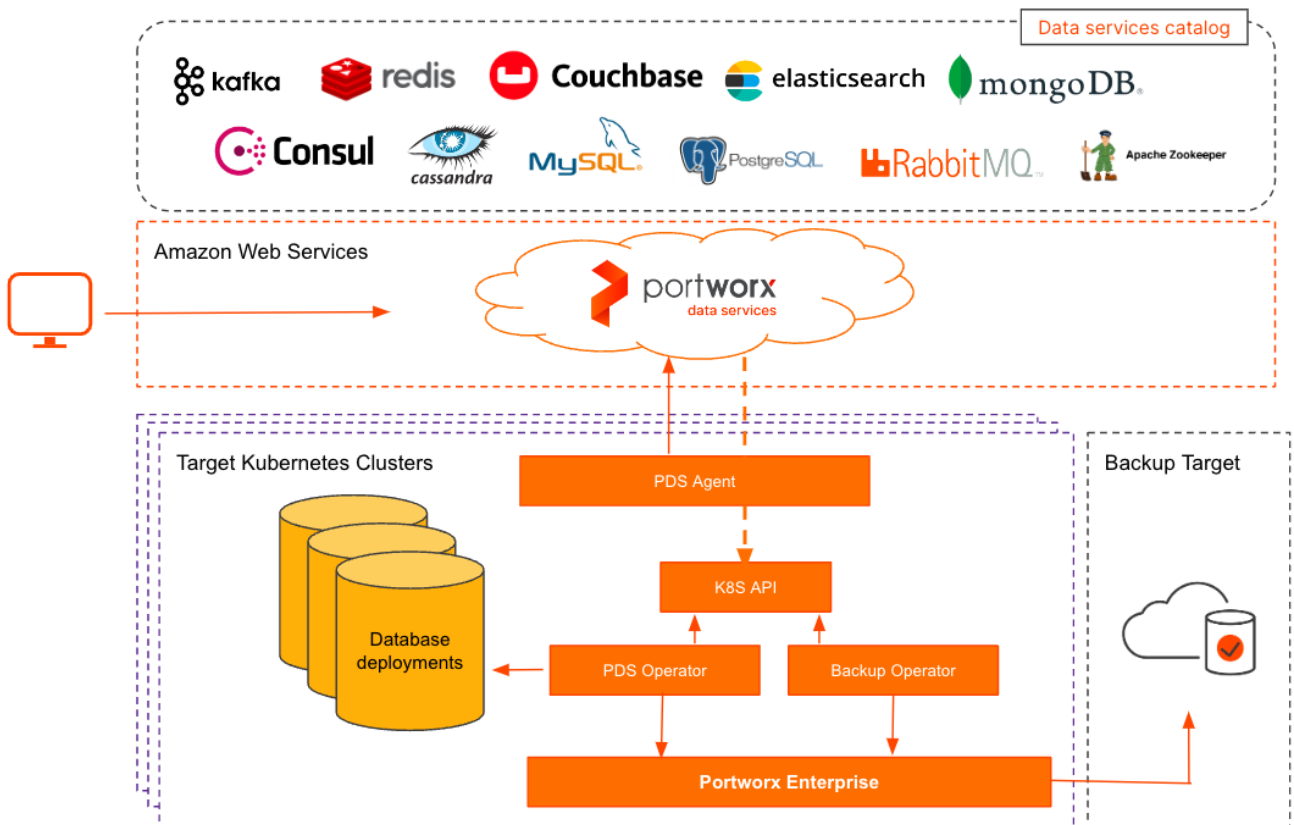 Data services catalog
kafka
redis
Couchbase
elasticsearch
mongoDB®
Consul
cassandra
MySQL®
PostgreSQL
RabbitMQ™
Apache Zookeeper
Amazon Web Services
portworx
data services
Target Kubernetes Clusters
PDS Agent
Backup Target
K8S API
Database
deployments
PDS Operator
Backup Operator
Portworx Enterprise